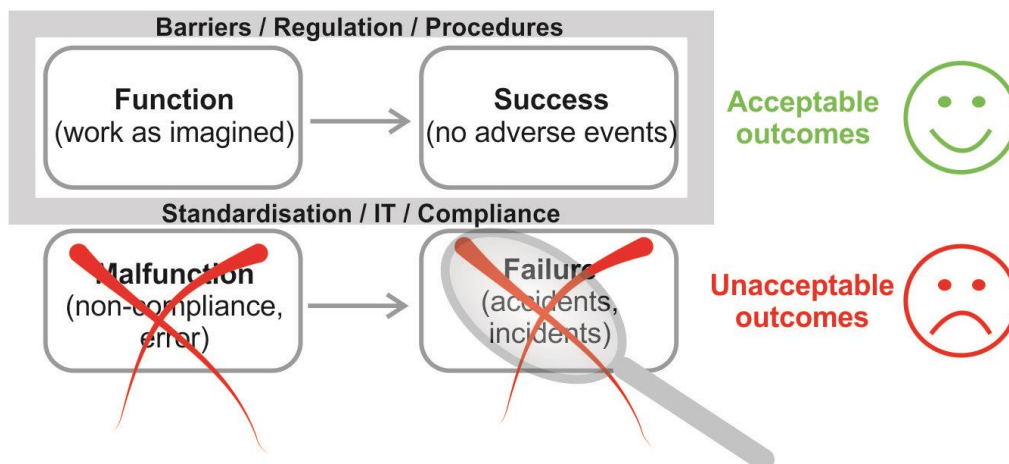 Barriers / Regulation / Procedures
Function
(work as imagined)
Success
(no adverse events)
Acceptable
outcomes
Standardisation / IT / Compliance
Malfunction
(non-compliance,
error)
Failure
(accidents,
incidents)
Unacceptable
outcomes